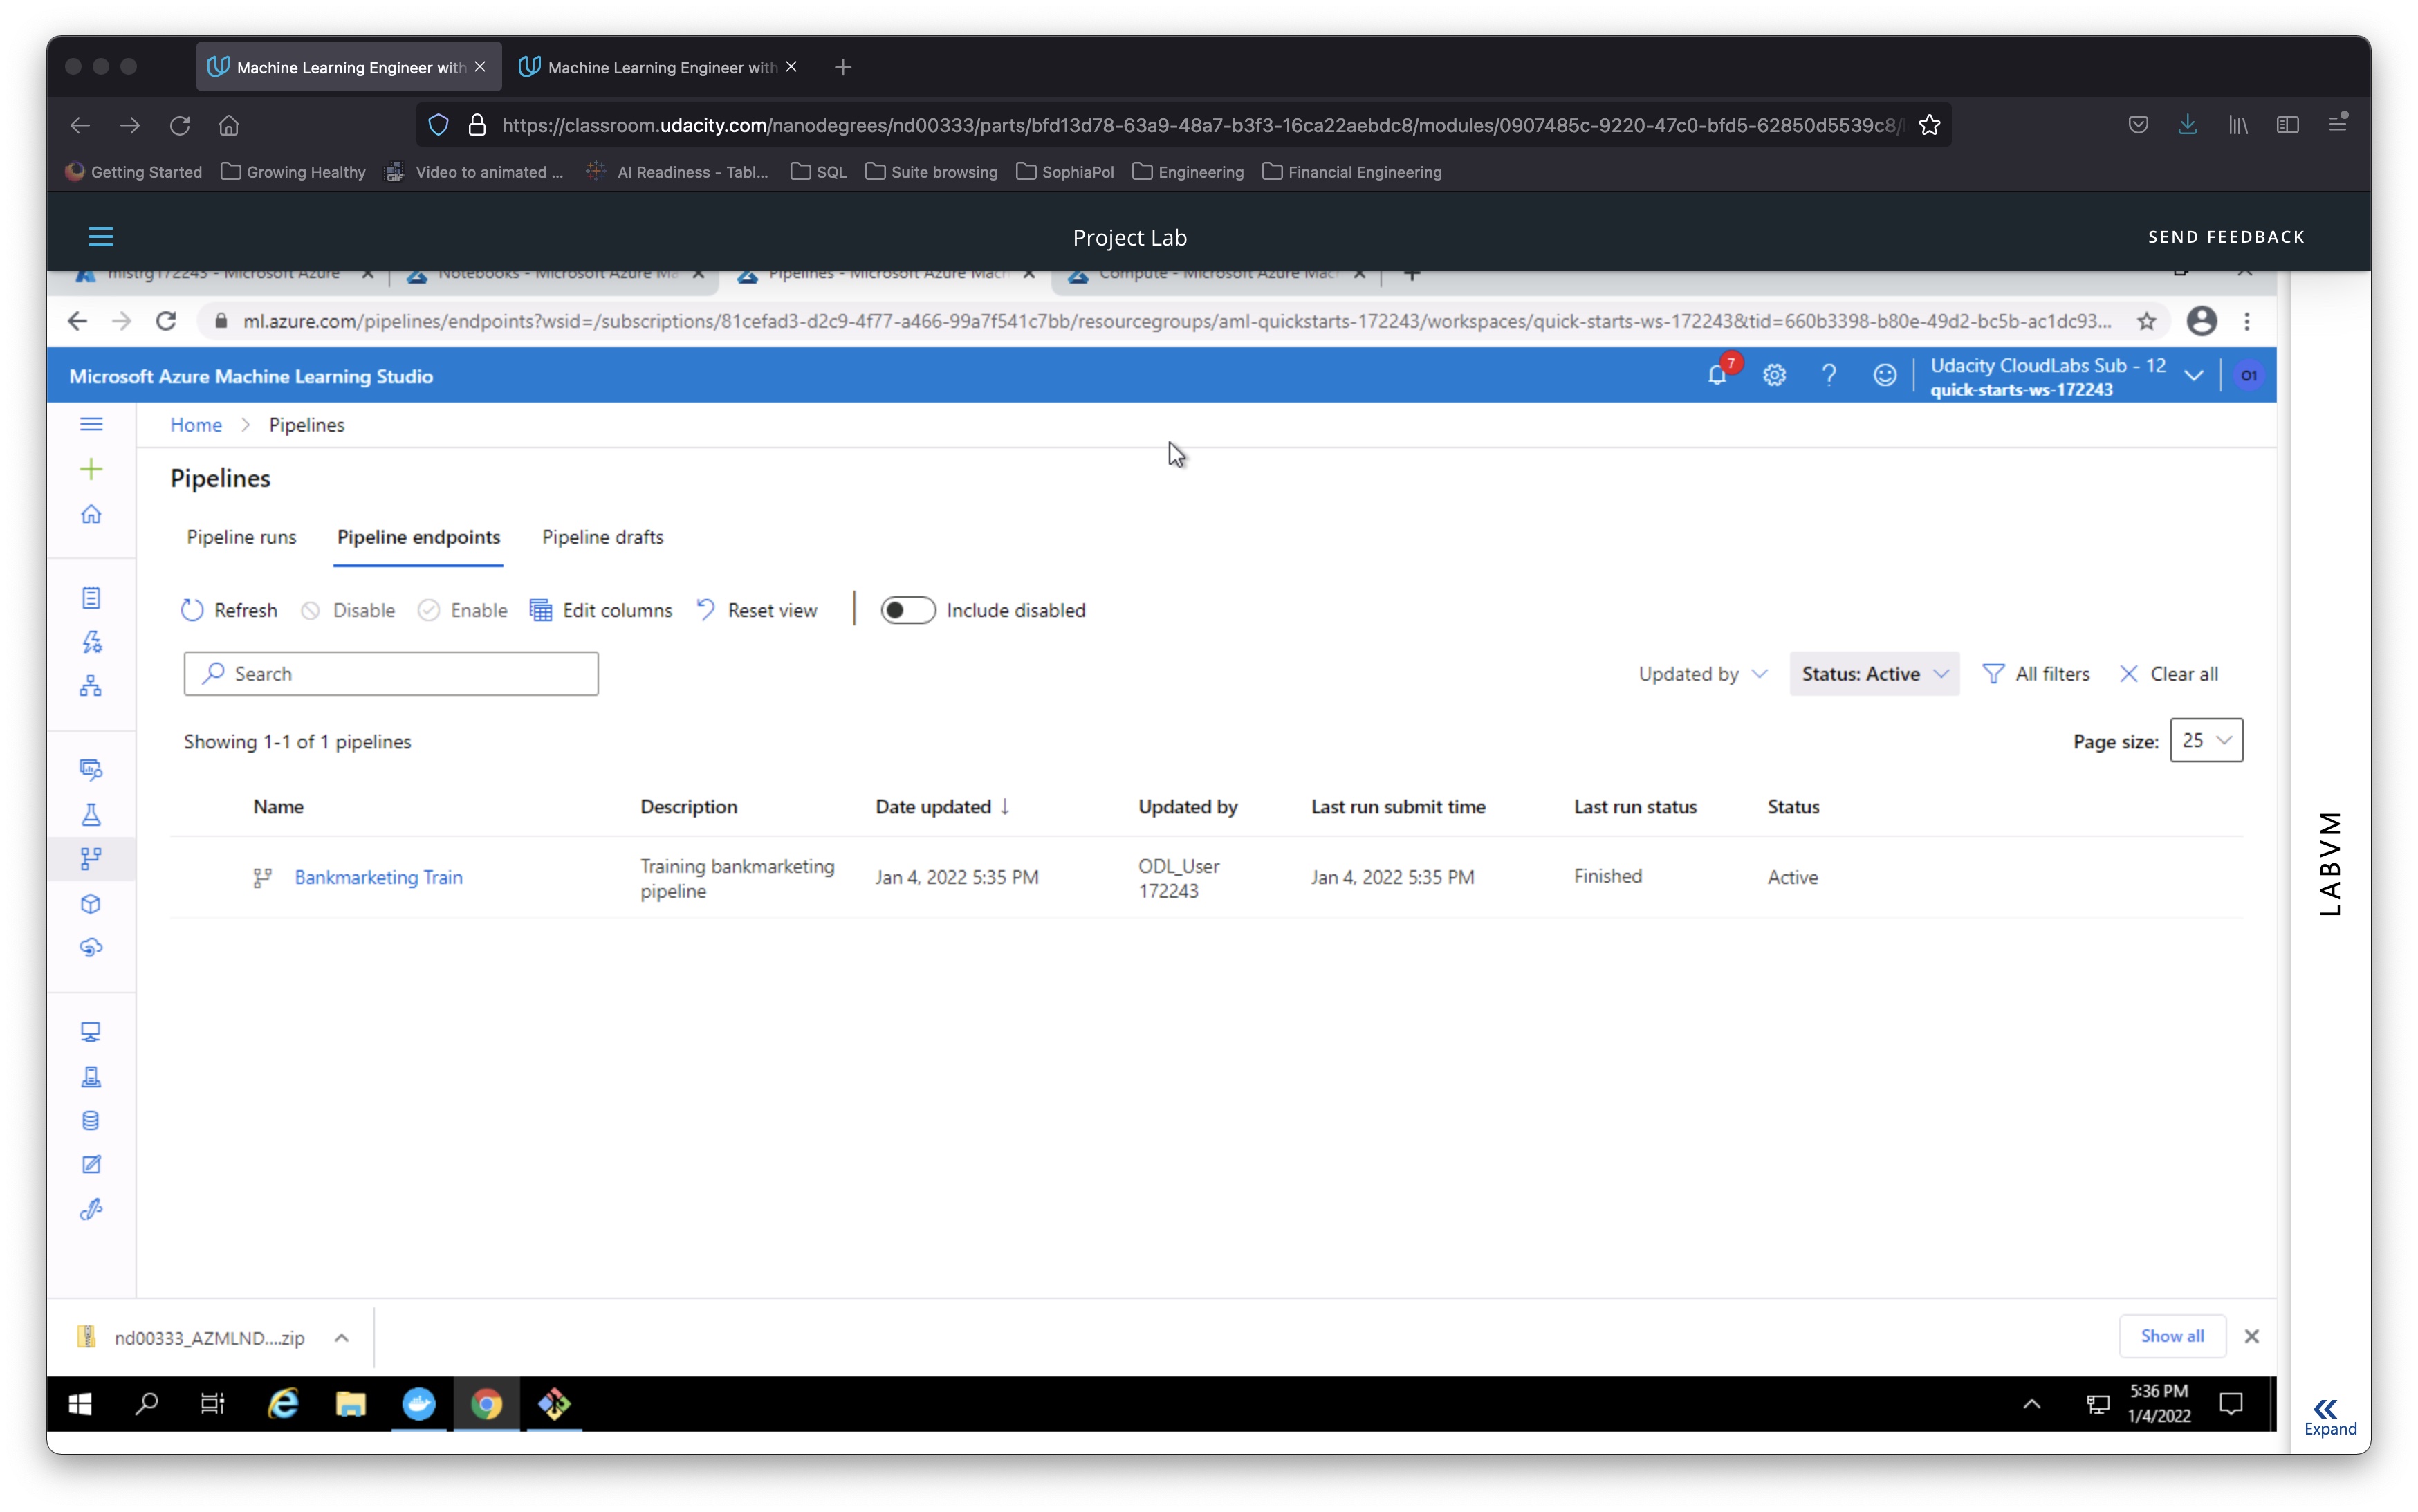 Machine Learning Engineer with
Machine Learning Engineer with
https://classroom.udacity.com/nanodegrees/nd00333/parts/bfd13d78-63a9-48a7-b3f3-16ca22aebdc8/modules/0907485c-9220-47c0-bfd5-62850d5539c8/
Getting Started
Growing Healthy
Video to animated ...
AI Readiness - Tabl...
SQL
Suite browsing
SophiaPol
Engineering
Financial Engineering
Project Lab
SEND FEEDBACK
mlstrg172243 - Microsoft Azure
Notebooks - Microsoft Azure Ma
Pipelines - Microsoft Azure Mach
Compute - Microsoft Azure Mach
ml.azure.com/pipelines/endpoints?wsid=/subscriptions/81cefad3-d2c9-4f77-a466-99a7f541c7bb/resourcegroups/aml-quickstarts-172243/workspaces/quick-starts-ws-172243&tid=660b3398-b80e-49d2-bc5b-ac1dc93...
Microsoft Azure Machine Learning Studio
7
Udacity CloudLabs Sub - 12
quick-starts-ws-172243
O1
Home > Pipelines
Pipelines
Pipeline runs
Pipeline endpoints
Pipeline drafts
Refresh
Disable
Enable
Edit columns
Reset view
Include disabled
Search
Updated by
Status: Active
All filters
Clear all
Showing 1-1 of 1 pipelines
Page size: 25
Name Description Date updated ↓ Updated by Last run submit time Last run status Status
Bankmarketing Train
Training bankmarketing
pipeline
Jan 4, 2022 5:35 PM
ODL_User
172243
Jan 4, 2022 5:35 PM
Finished
Active
LABVM
nd00333_AZMLND....zip
Show all
5:36 PM
1/4/2022
Expand